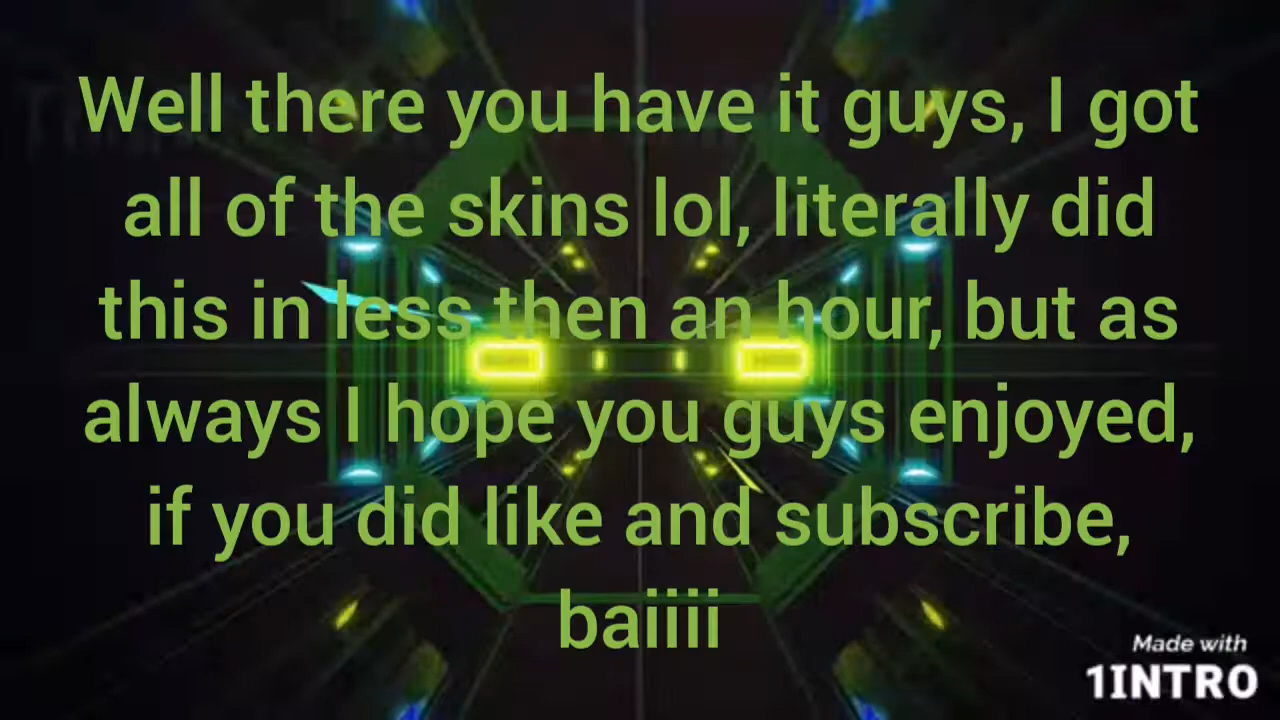 Well there you have it guys, I got
all of the skins lol, literally did
this in less then an hour, but as
always I hope you guys enjoyed,
if you did like and subscribe,
baiiii
Made with
1INTRO